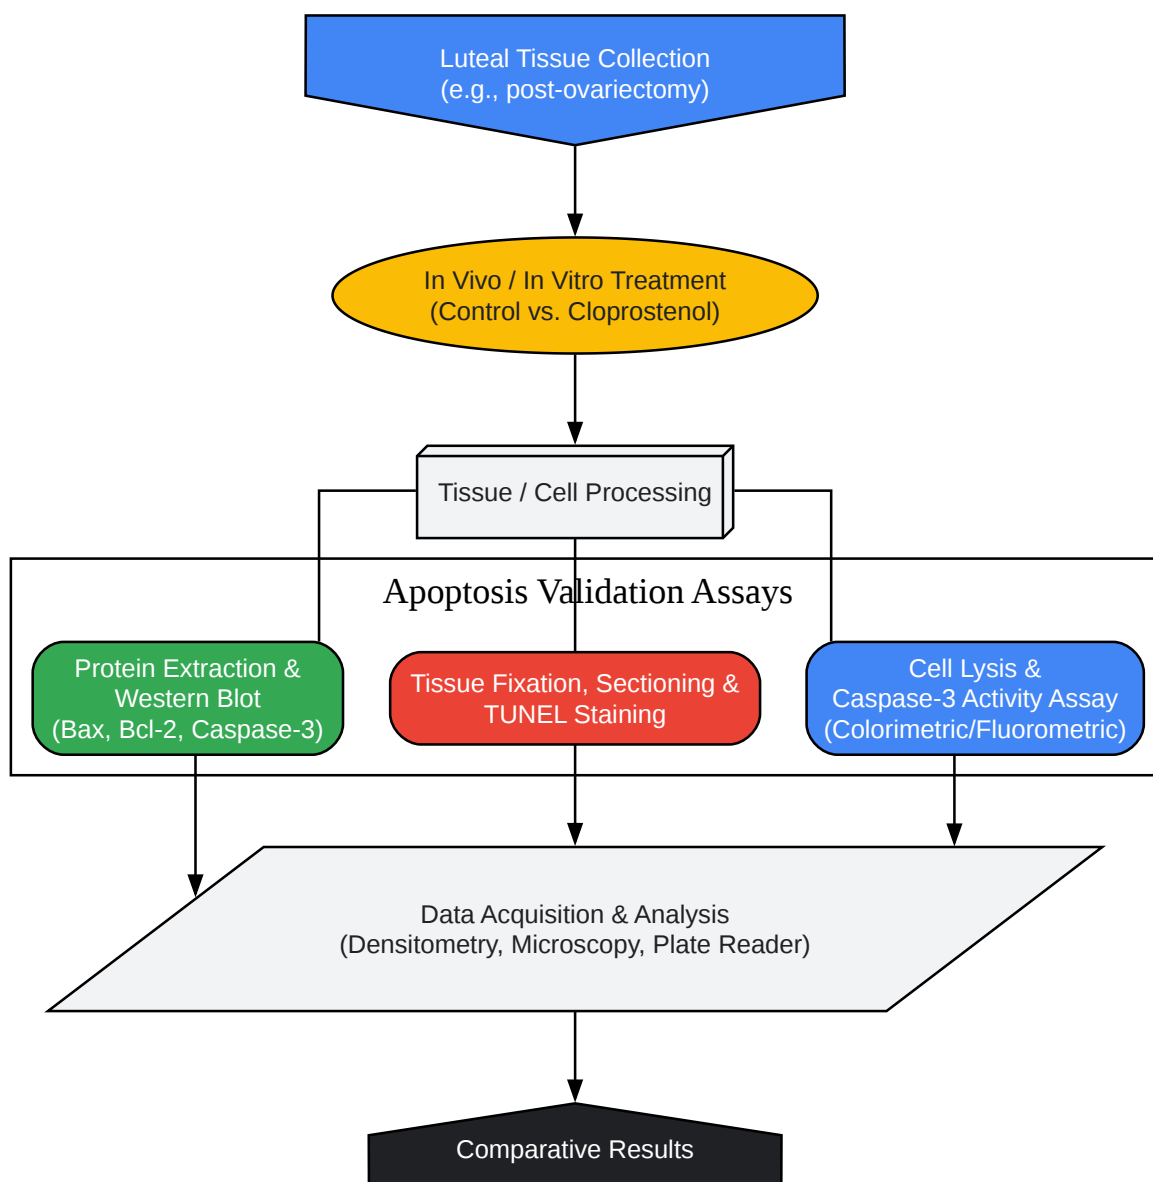 Luteal Tissue Collection
(e.g., post-ovariectomy)
In Vivo / In Vitro Treatment
(Control vs. Cloprostenol)
Tissue / Cell Processing
Apoptosis Validation Assays
Protein Extraction &
Western Blot
(Bax, Bcl-2, Caspase-3)
Tissue Fixation, Sectioning &
TUNEL Staining
Cell Lysis &
Caspase-3 Activity Assay
(Colorimetric/Fluorometric)
Data Acquisition & Analysis
(Densitometry, Microscopy, Plate Reader)
Comparative Results